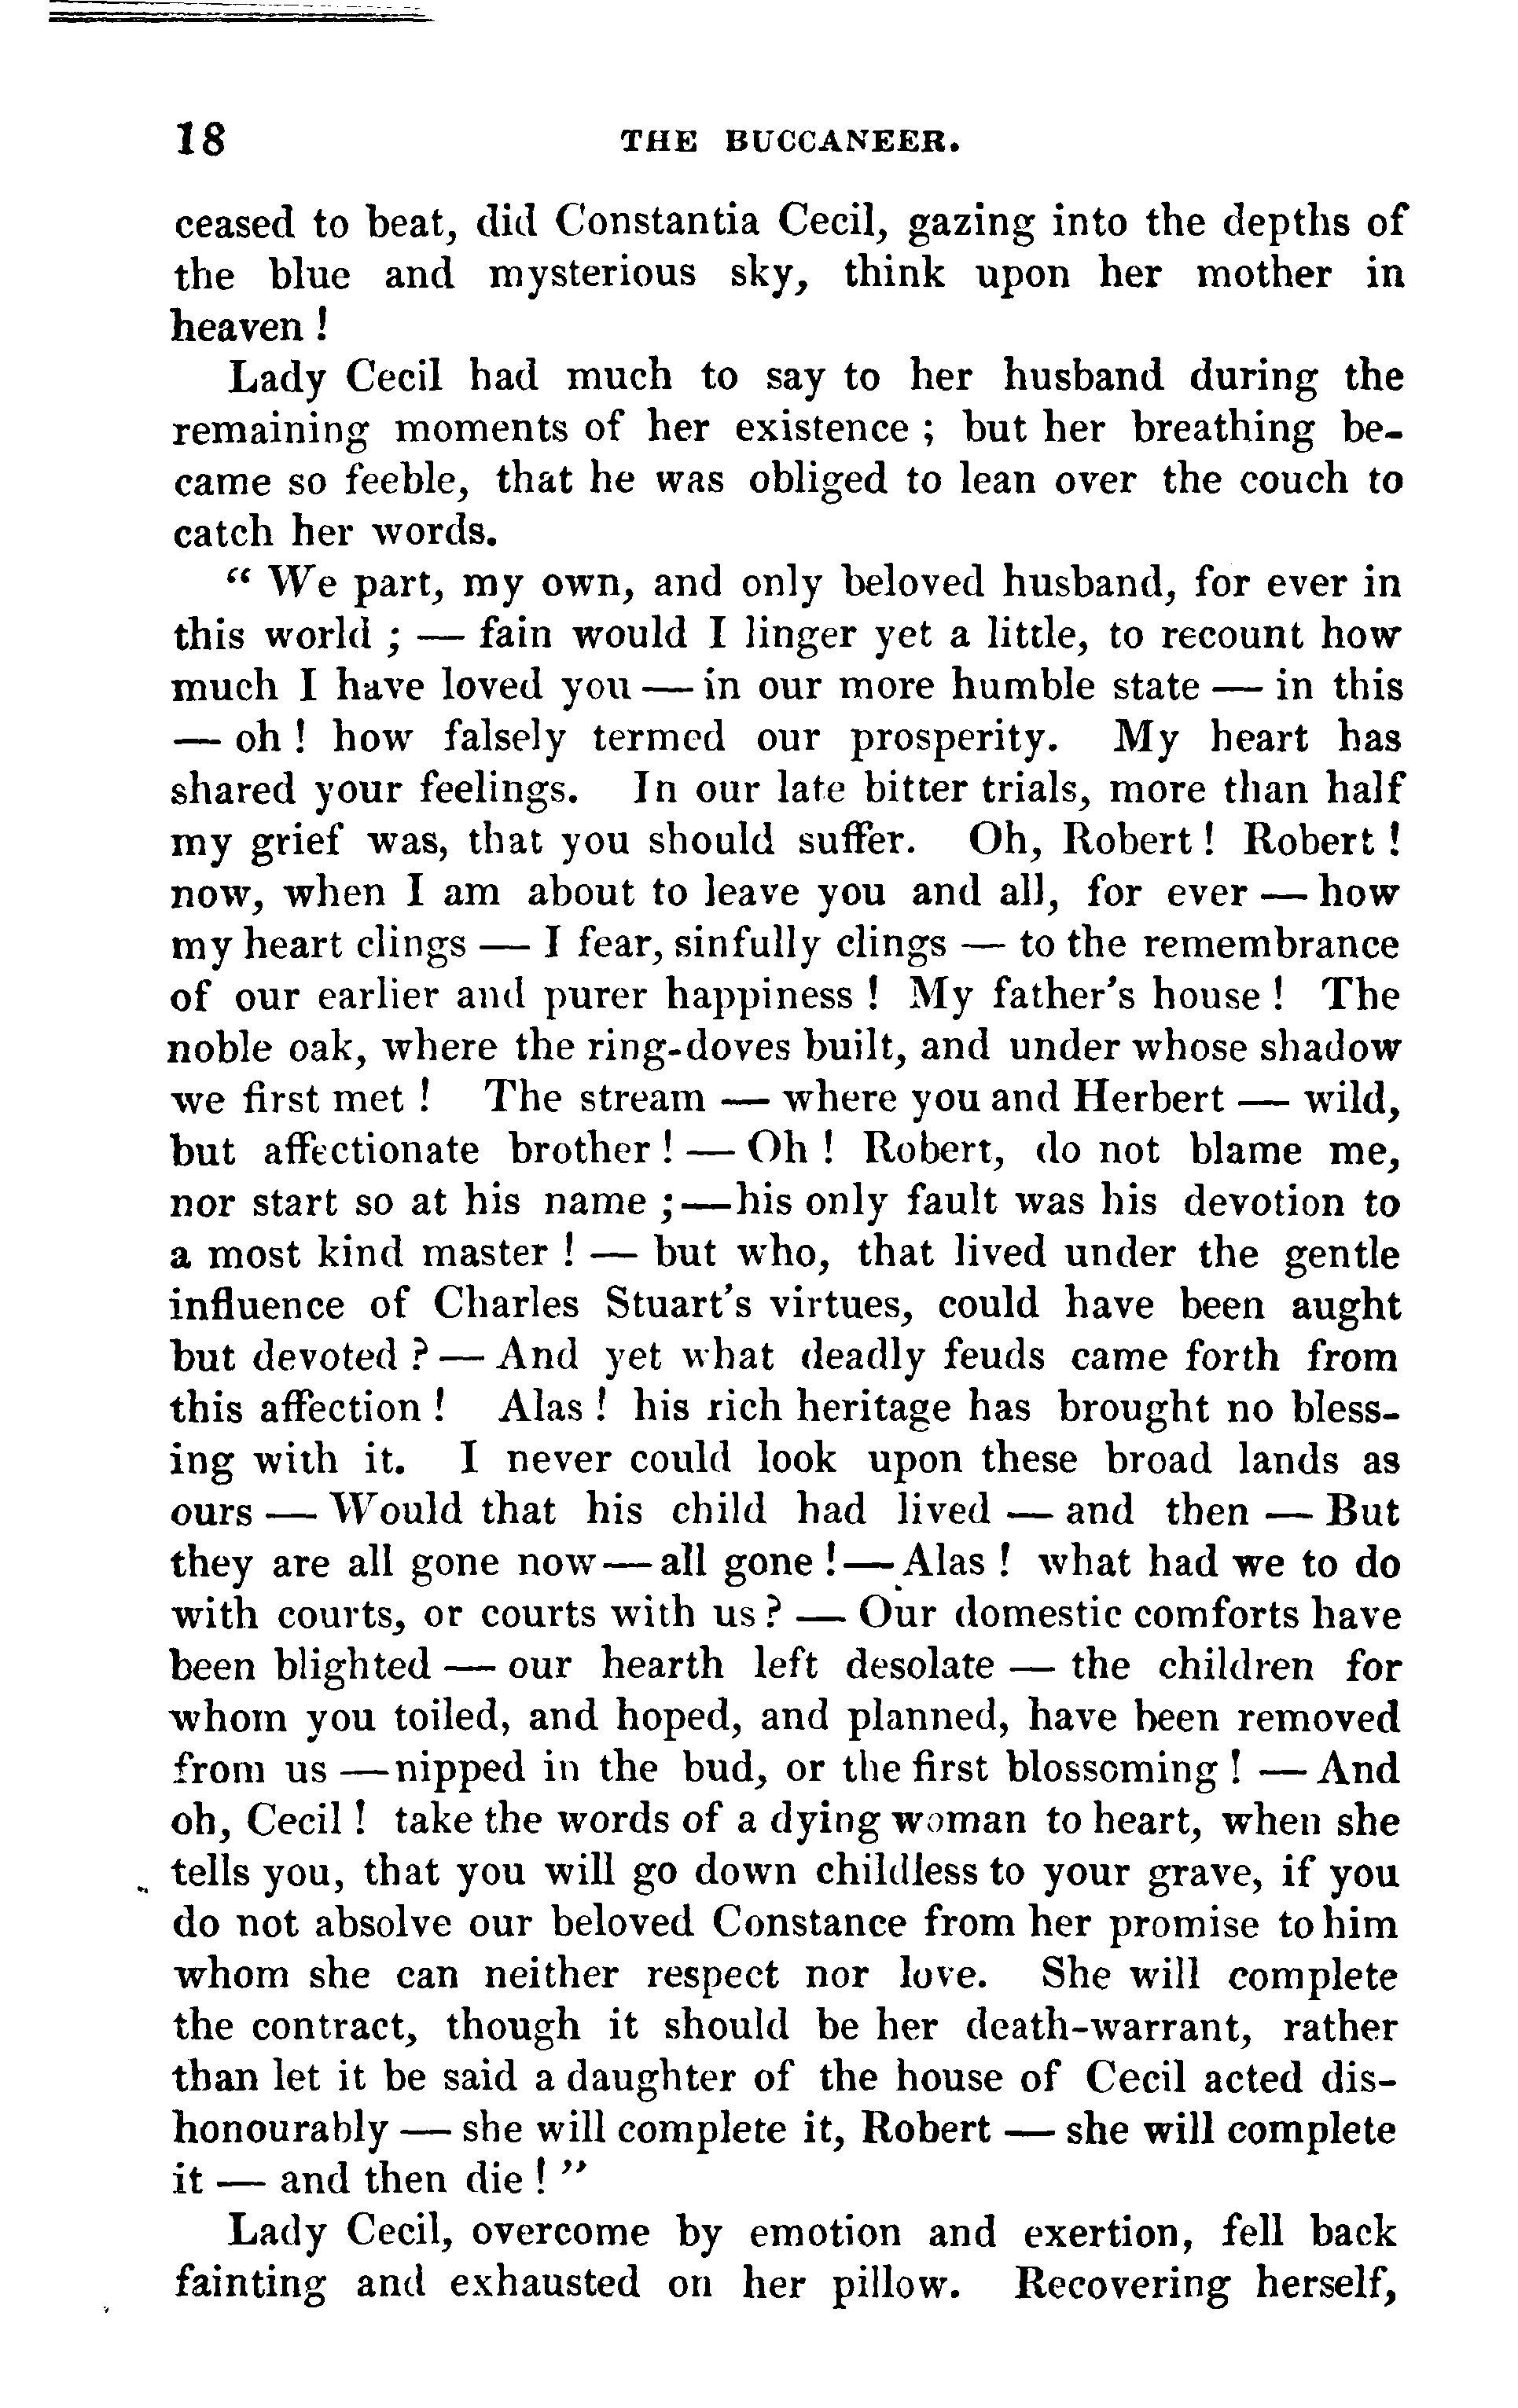 18 THE BUCCANEER.
ceased to beat, did Constantia Cecil, gazing into the depths of
the blue and mysterious sky, think upon her mother in
heaven !
Lady Cecil had much to say to her husband during the
remaining moments of her existence ; but her breathing be-
came so feeble, that he was obliged to lean over the couch to
catch her words.
“ We part, my own, and only beloved husband, for ever in
this world ; — fain would I linger yet a little, to recount how
much I have loved you — in our more humble state — in this
— oh ! how falsely termed our prosperity. My heart has
shared your feelings. In our late bitter trials, more than half
my grief was, that you should suffer. Oh, Robert ! Robert !
now, when I am about to leave you and all, for ever — how
my heart clings — I fear, sinfully clings — to the remembrance
of our earlier and purer happiness ! My father's house ! The
noble oak, where the ring-doves built, and under whose shadow
we first met ! The stream — where you and Herbert — wild,
but affectionate brother ! — Oh ! Robert, do not blame me,
nor start so at his name ;—his only fault was his devotion to
a most kind master ! — but who, that lived under the gentle
influence of Charles Stuart's virtues, could have been aught
but devoted ? — And yet what deadly feuds came forth from
this affection ! Alas ! his rich heritage has brought no bless-
ing with it. I never could look upon these broad lands as
ours — Would that his child had lived — and then — But
they are all gone now—all gone !—Alas ! what had we to do
with courts, or courts with us ? — Our domestic comforts have
been blighted — our hearth left desolate — the children for
whom you toiled, and hoped, and planned, have been removed
from us —nipped in the bud, or the first blossoming ! — And
oh, Cecil ! take the words of a dying woman to heart, when she
tells you, that you will go down childless to your grave, if you
do not absolve our beloved Constance from her promise to him
whom she can neither respect nor love. She will complete
the contract, though it should be her death-warrant, rather
than let it be said a daughter of the house of Cecil acted dis-
honourably — she will complete it, Robert — she will complete
it — and then die ! ”
Lady Cecil, overcome by emotion and exertion, fell back
fainting and exhausted on her pillow. Recovering herself,